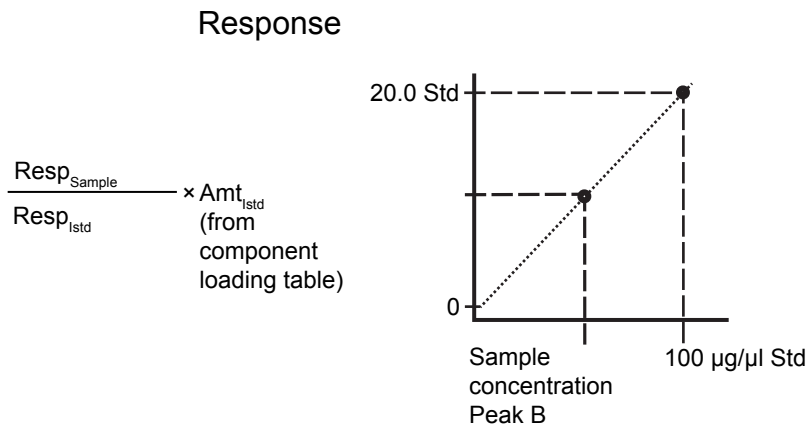 Response
20.0 Std
Resp_Sample
Resp_Istd
× Amt_Istd
(from
component
loading table)
0
Sample
concentration
Peak B
100 µg/µl Std